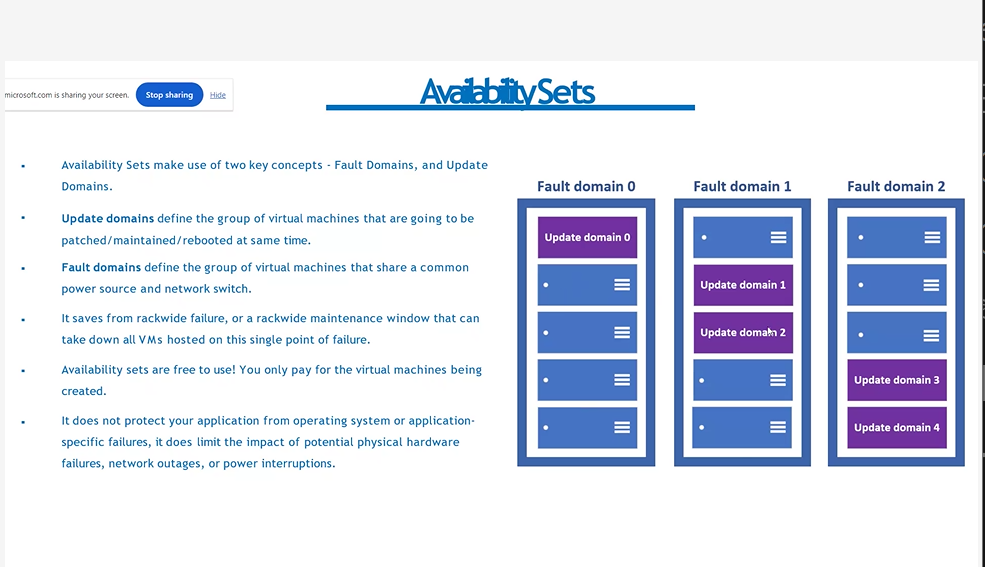 microsoft.com is sharing your screen. Stop sharing Hide
Availability Sets
Availability Sets make use of two key concepts - Fault Domains, and Update
Domains.
Update domains define the group of virtual machines that are going to be
patched/maintained/rebooted at same time.
Fault domains define the group of virtual machines that share a common
power source and network switch.
It saves from rackwide failure, or a rackwide maintenance window that can
take down all VMs hosted on this single point of failure.
Availability sets are free to use! You only pay for the virtual machines being
created.
It does not protect your application from operating system or application-
specific failures, it does limit the impact of potential physical hardware
failures, network outages, or power interruptions.
Fault domain 0
Update domain 0
Fault domain 1
Update domain 1
Update domain 2
Fault domain 2
Update domain 3
Update domain 4